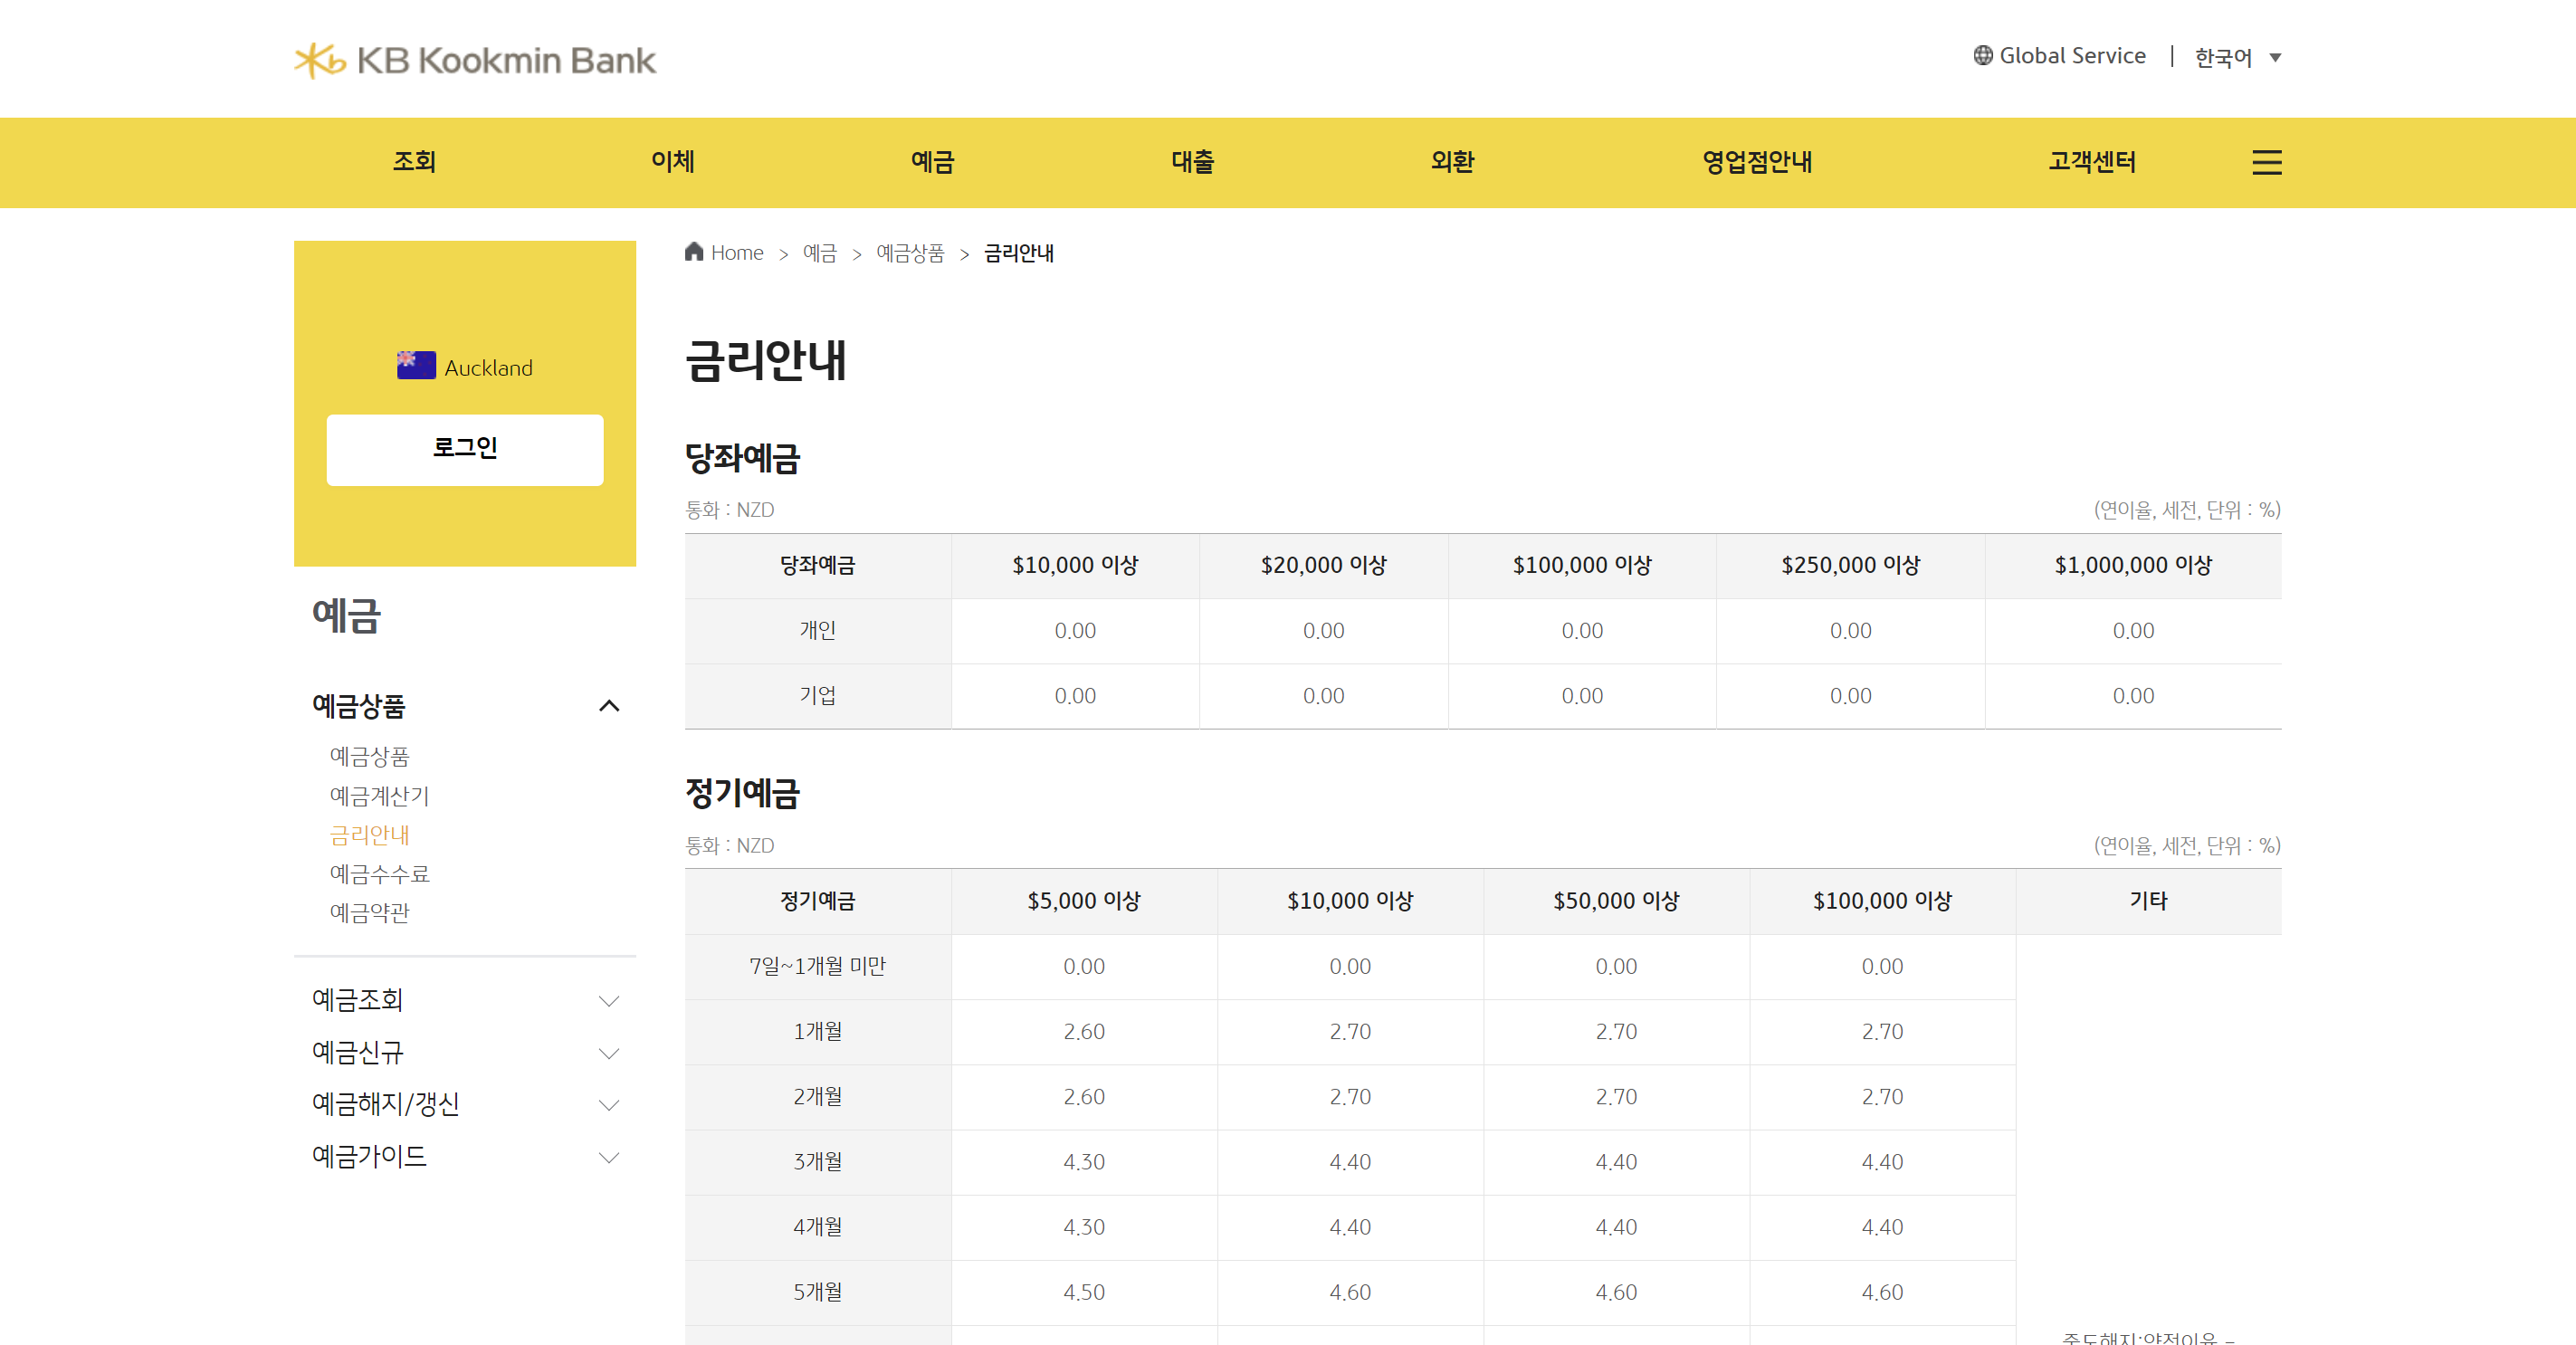 KB Kookmin Bank
Global Service | 한국어
조회 이체 예금 대출 외환 영업점안내 고객센터
Home > 예금 > 예금상품 > 금리안내
Auckland
로그인
예금
예금상품
예금상품
예금계산기
금리안내
예금수수료
예금약관
예금조회
예금신규
예금해지/갱신
예금가이드
금리안내
당좌예금
통화 : NZD (연이율, 세전, 단위 : %)
당좌예금 $10,000 이상 $20,000 이상 $100,000 이상 $250,000 이상 $1,000,000 이상
개인 0.00 0.00 0.00 0.00 0.00
기업 0.00 0.00 0.00 0.00 0.00
정기예금
통화 : NZD (연이율, 세전, 단위 : %)
정기예금 $5,000 이상 $10,000 이상 $50,000 이상 $100,000 이상 기타
7일~1개월 미만 0.00 0.00 0.00 0.00
1개월 2.60 2.70 2.70 2.70
2개월 2.60 2.70 2.70 2.70
3개월 4.30 4.40 4.40 4.40
4개월 4.30 4.40 4.40 4.40
5개월 4.50 4.60 4.60 4.60